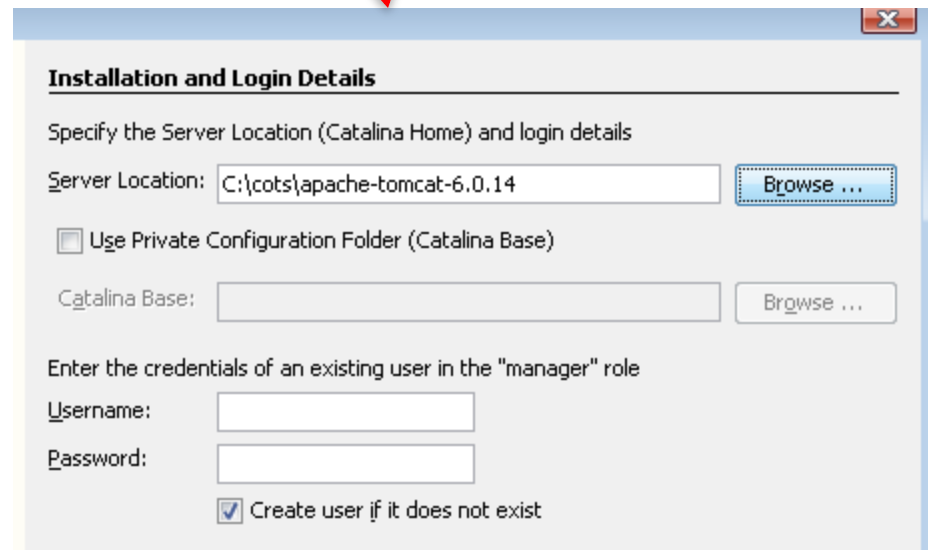 Installation and Login Details
Specify the Server Location (Catalina Home) and login details
Server Location: C:\cots\apache-tomcat-6.0.14 Browse ...
Use Private Configuration Folder (Catalina Base)
Catalina Base: Browse ...
Enter the credentials of an existing user in the "manager" role
Username:
Password:
Create user if it does not exist